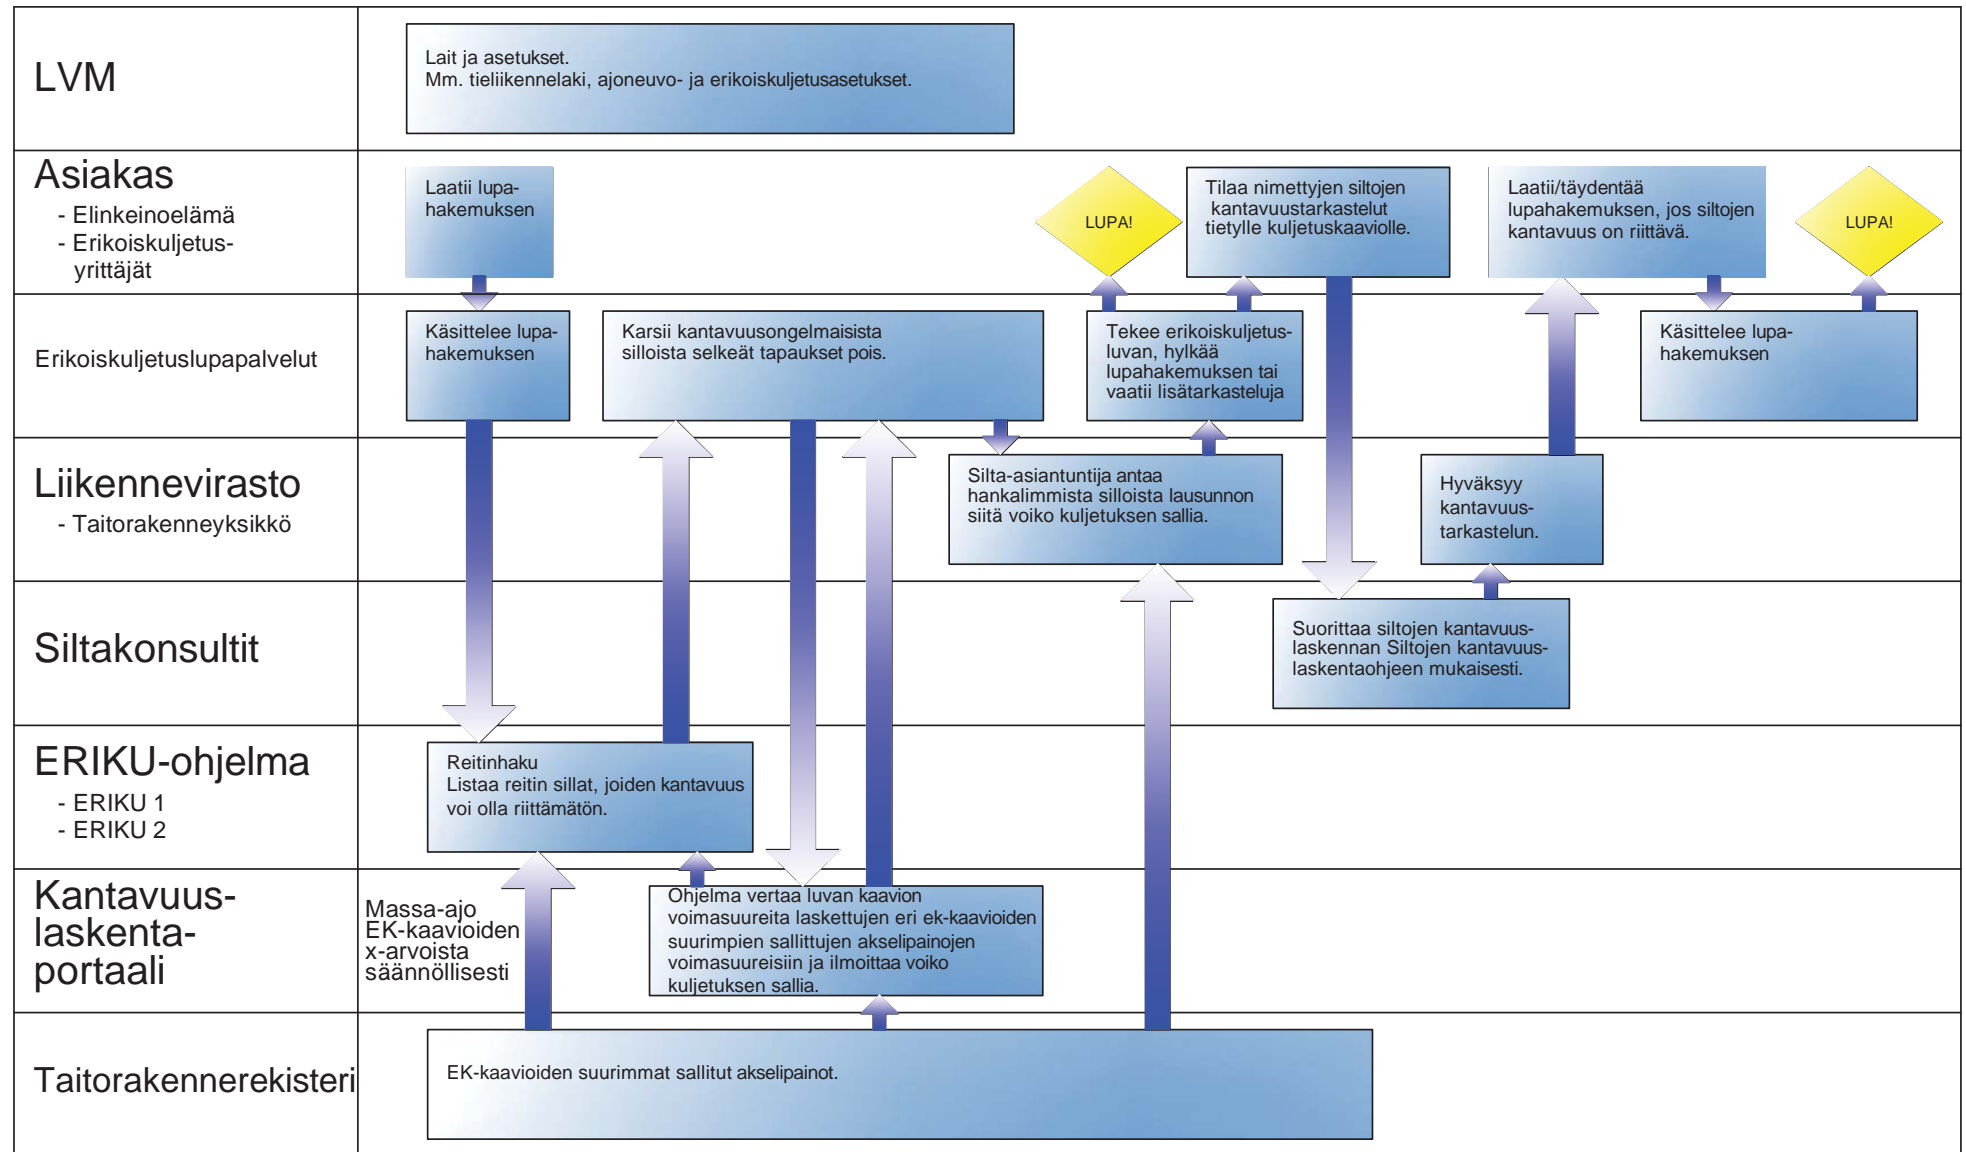 LVM
Lait ja asetukset.
Mm. tieliikennelaki, ajoneuvo- ja erikoiskuljetusasetukset.
Asiakas
- Elinkeinoelämä
- Erikoiskuljetus-
yrittäjät
Laatii lupa-
hakemuksen
LUPA!
Tilaa nimettyjen siltojen
kantavuustarkastelut
tietylle kuljetuskaaviolle.
Laatii/täydentää
lupahakemuksen, jos siltojen
kantavuus on riittävä.
LUPA!
Erikoiskuljetuslupapalvelut
Käsittelee lupa-
hakemuksen
Karsii kantavuusongelmaisista
silloista selkeät tapaukset pois.
Tekee erikoiskuljetus-
luvan, hylkää
lupahakemuksen tai
vaatii lisätarkasteluja
Käsittelee lupa-
hakemuksen
Liikennevirasto
- Taitorakenneyksikkö
Silta-asiantuntija antaa
hankalimmista silloista lausunnon
siitä voiko kuljetuksen sallia.
Hyväksyy
kantavuus-
tarkastelun.
Siltakonsultit
Suorittaa siltojen kantavuus-
laskennan Siltojen kantavuus-
laskentaohjeen mukaisesti.
ERIKU-ohjelma
- ERIKU 1
- ERIKU 2
Reitinhaku
Listaa reitin sillat, joiden kantavuus
voi olla riittämätön.
Kantavuus-
laskenta-
portaali
Massa-ajo
EK-kaavioiden
x-arvoista
säännöllisesti
Ohjelma vertaa luvan kaavion
voimasuureita laskettujen eri ek-kaavioiden
suurimpien sallittujen akselipainojen
voimasuureisiin ja ilmoittaa voiko
kuljetuksen sallia.
Taitorakennerekisteri
EK-kaavioiden suurimmat sallitut akselipainot.